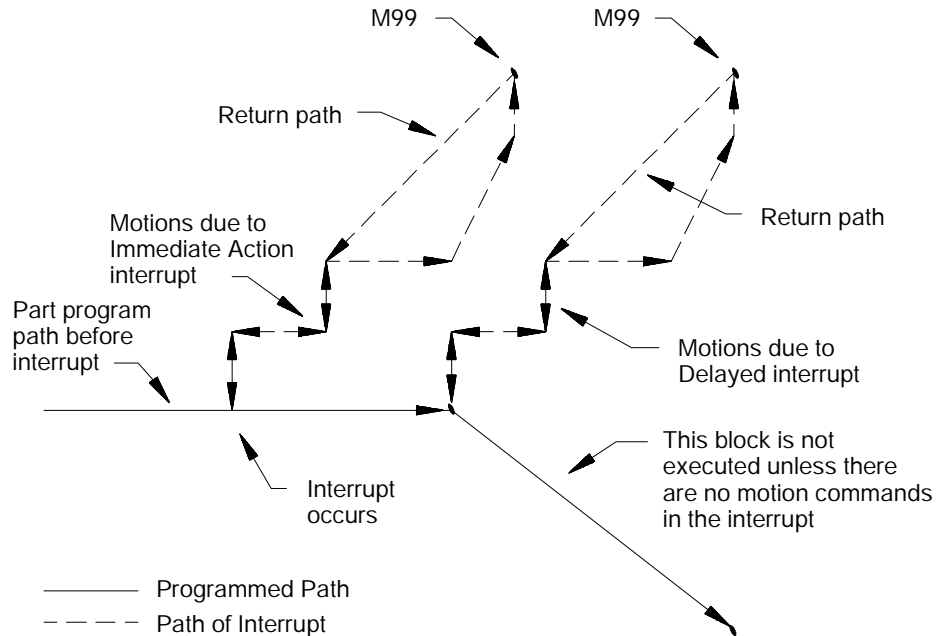 M99
M99
Return path
Return path
Motions due to
Immediate Action
interrupt
Part program
path before
interrupt
Motions due to
Delayed interrupt
This block is not
executed unless there
are no motion commands
in the interrupt
Interrupt
occurs
Programmed Path
Path of Interrupt